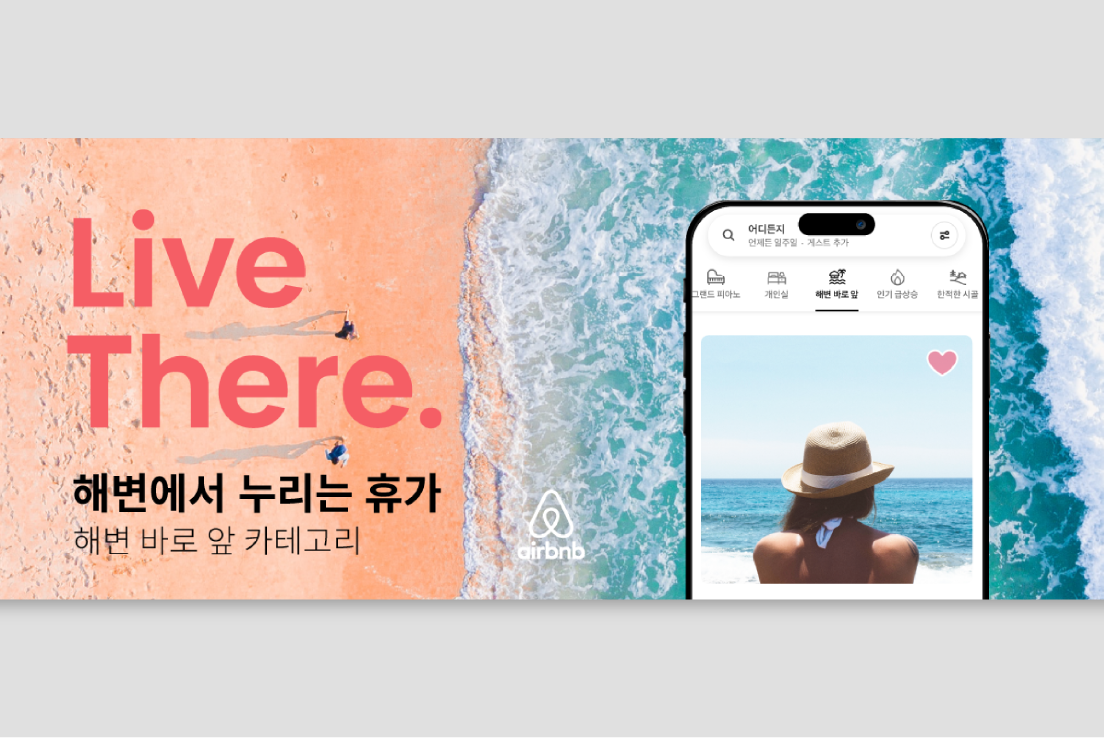 Live
There.
해변에서 누리는 휴가
해변 바로 앞 카테고리
airbnb
어디든지
언제든 일주일 · 게스트 추가
그랜드 피아노
개인실
해변 바로 앞
인기 급상승
한적한 시골